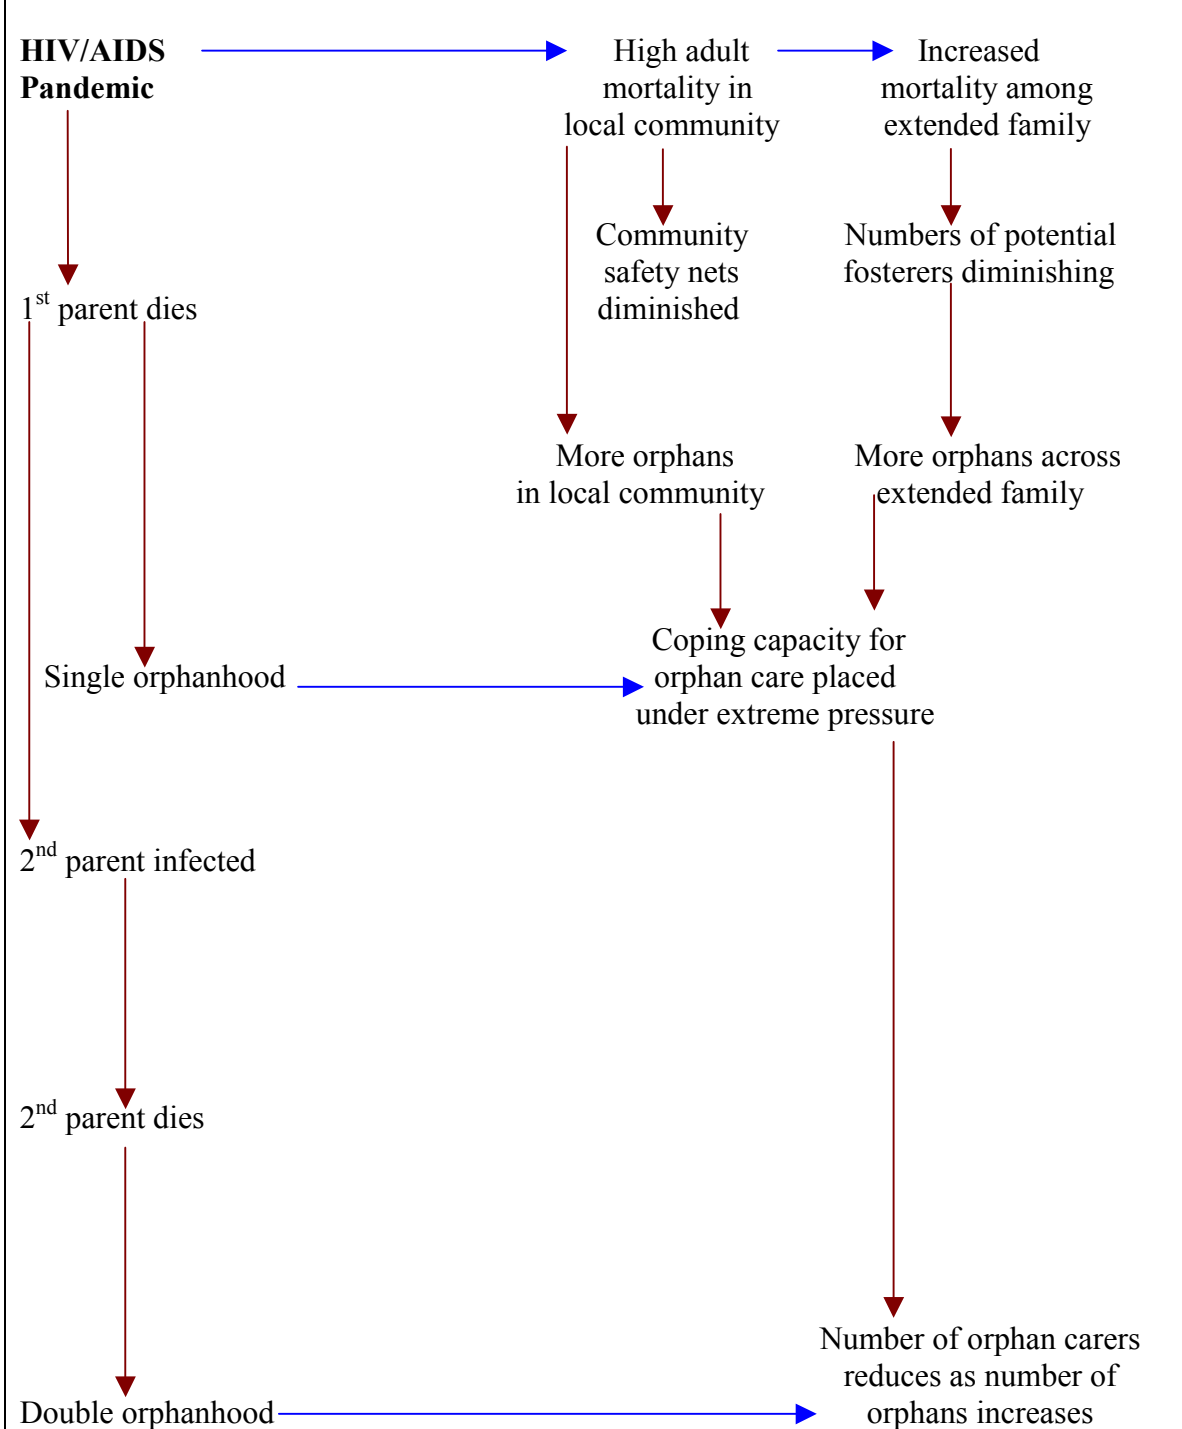 HIV/AIDS
Pandemic
High adult
mortality in
local community
Increased
mortality among
extended family
Community
safety nets
diminished
Numbers of potential
fosterers diminishing
1st parent dies
More orphans
in local community
More orphans across
extended family
Single orphanhood
Coping capacity for
orphan care placed
under extreme pressure
2nd parent infected
2nd parent dies
Number of orphan carers
reduces as number of
orphans increases
Double orphanhood